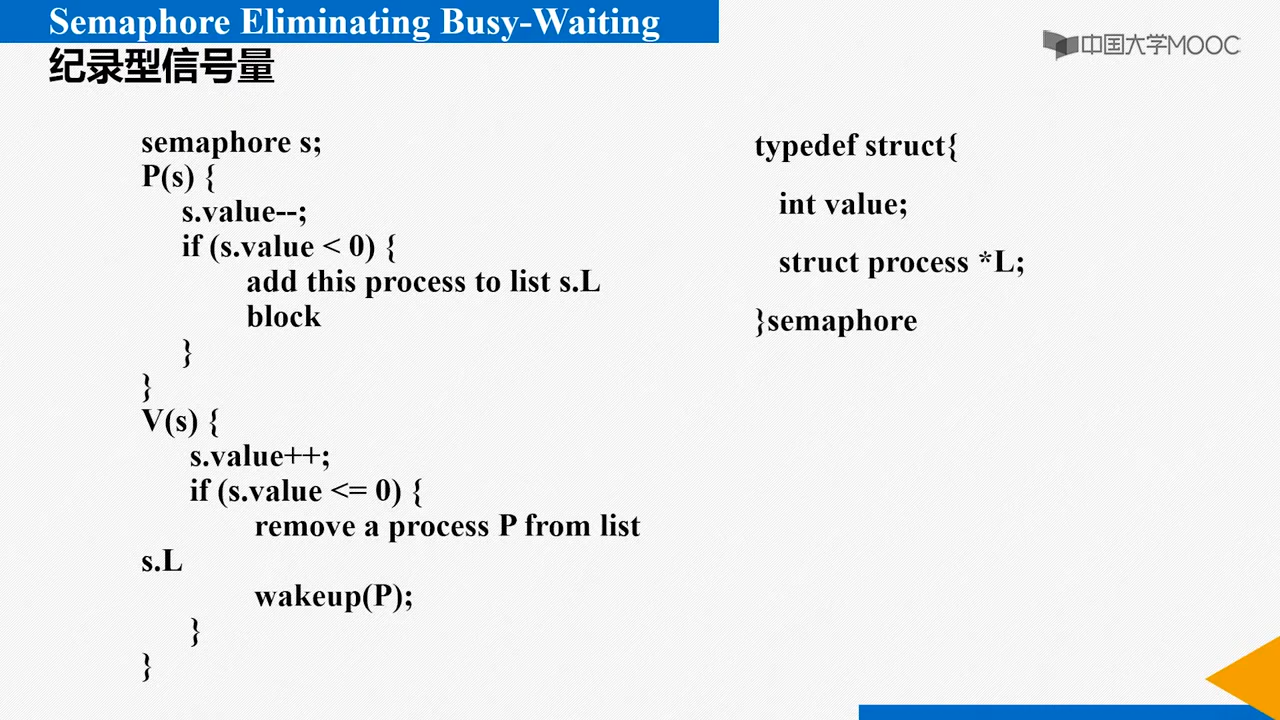 Semaphore Eliminating Busy-Waiting
纪录型信号量
中国大学MOOC
semaphore s;
P(s) {
s.value--;
if (s.value < 0) {
add this process to list s.L
block
}
}
V(s) {
s.value++;
if (s.value <= 0) {
remove a process P from list
s.L
wakeup(P);
}
}
typedef struct{
int value;
struct process *L;
}semaphore